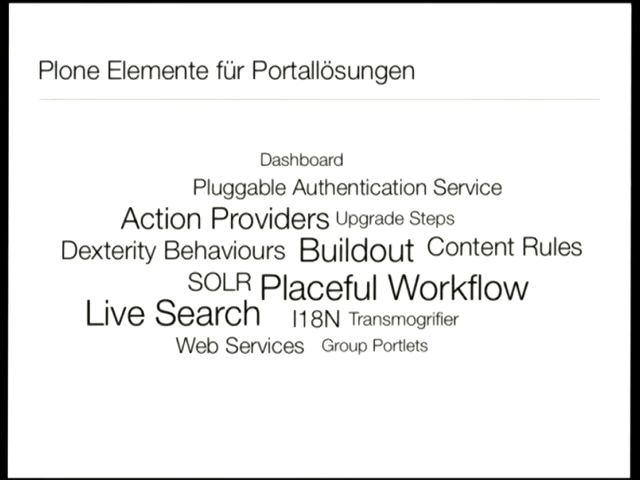 Plone Elemente für Portallösungen
Dashboard
Pluggable Authentication Service
Action Providers Upgrade Steps
Dexterity Behaviours Buildout Content Rules
SOLR Placeful Workflow
Live Search I18N Transmogrifier
Web Services Group Portlets